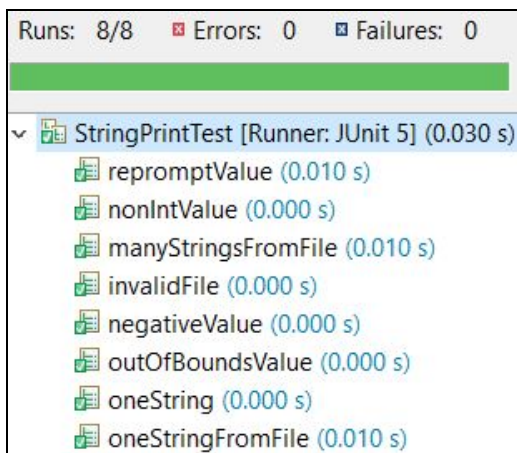 Runs: 8/8 Errors: 0 Failures: 0
StringPrintTest [Runner: JUnit 5] (0.030 s)
repromptValue (0.010 s)
nonIntValue (0.000 s)
manyStringsFromFile (0.010 s)
invalidFile (0.000 s)
negativeValue (0.000 s)
outOfBoundsValue (0.000 s)
oneString (0.000 s)
oneStringFromFile (0.010 s)